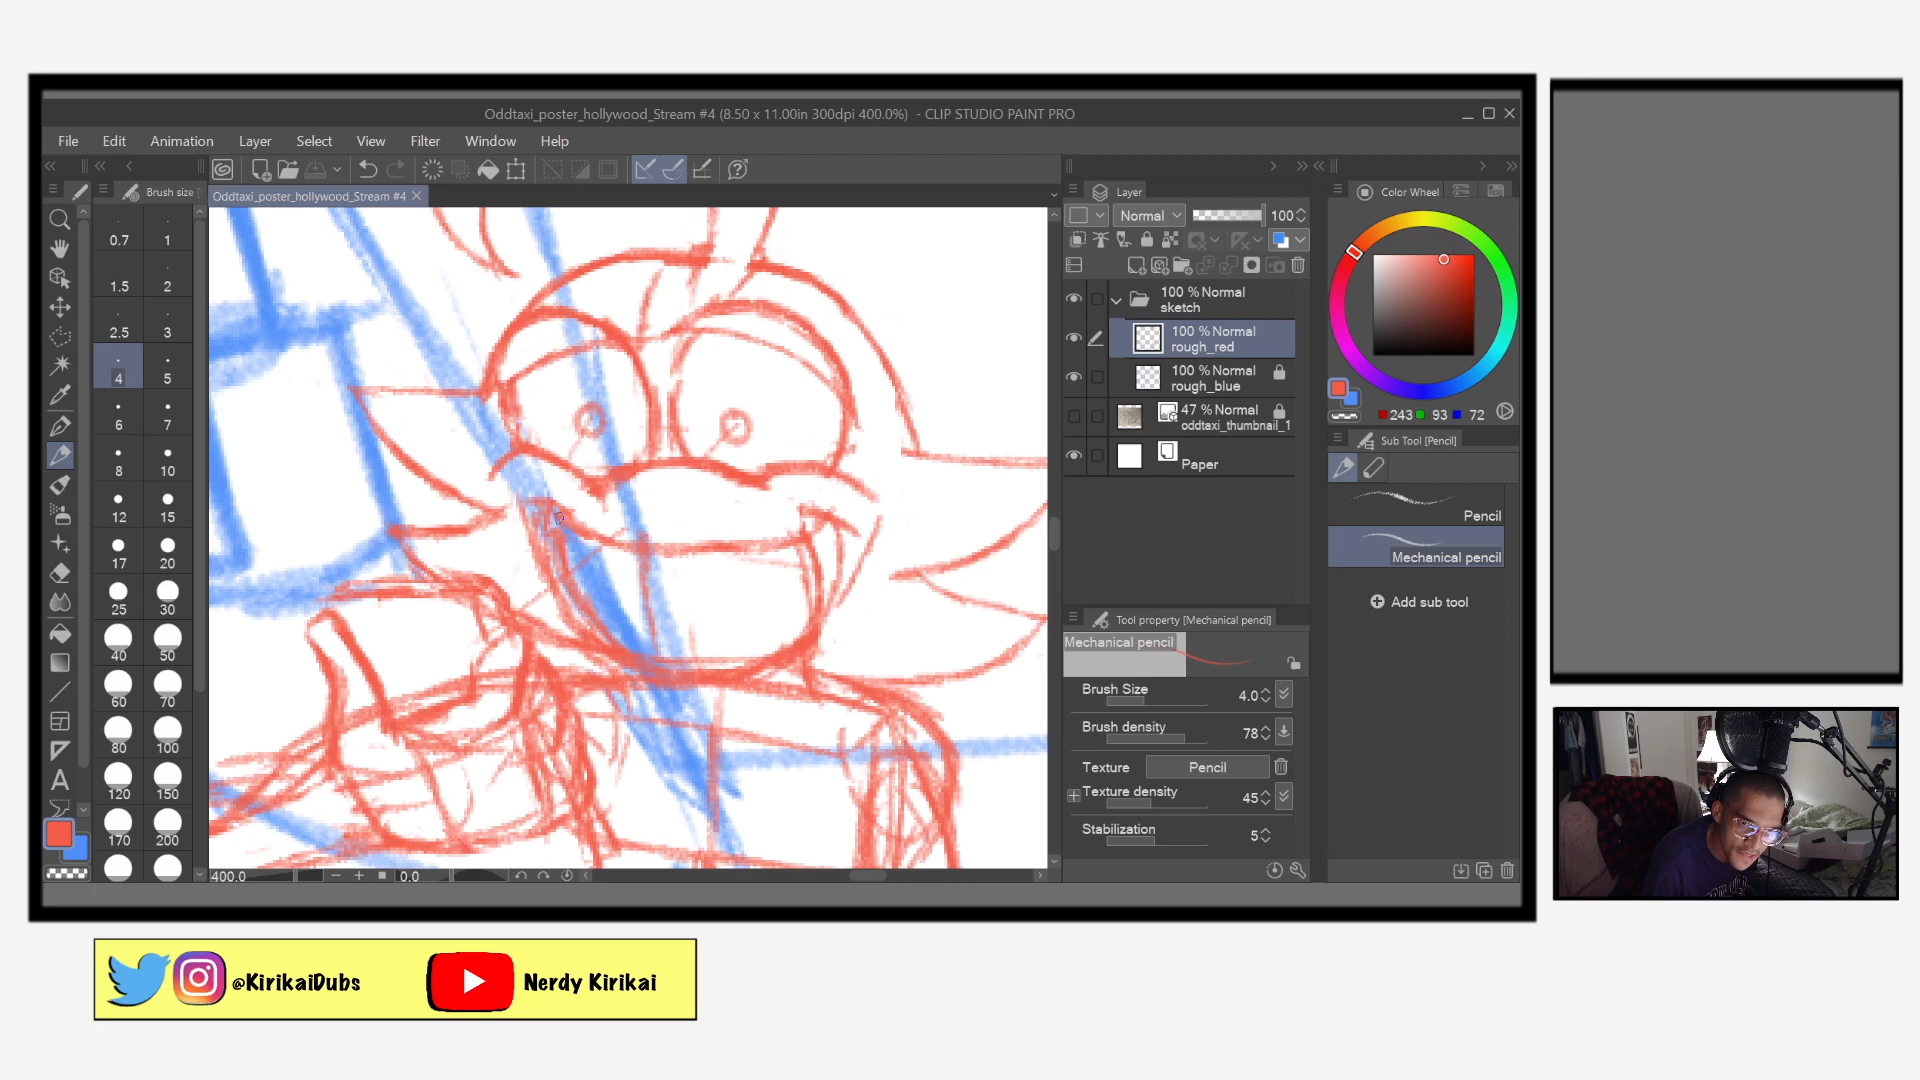 Oddtaxi_poster_hollywood_Stream #4 (8.50 x 11.00in 300dpi 400.0%) - CLIP STUDIO PAINT PRO
File Edit Animation Layer Select View Filter Window Help
Brush size
Oddtaxi_poster_hollywood_Stream #4
0.7 1
1.5 2
2.5 3
4 5
6 7
8 10
12 15
17 20
25 30
40 50
60 70
80 100
120 150
170 200
400.0 0.0
Layer
Normal 100
100 % Normal
sketch
100 % Normal
rough_red
100 % Normal
rough_blue
47 % Normal
oddtaxi_thumbnail_1
Paper
Tool property [Mechanical pencil]
Mechanical pencil
Brush Size 4.0
Brush density 78
Texture Pencil
Texture density 45
Stabilization 5
Color Wheel
243 93 72
Sub Tool [Pencil]
Pencil
Mechanical pencil
Add sub tool
@KirikaiDubs
Nerdy Kirikai